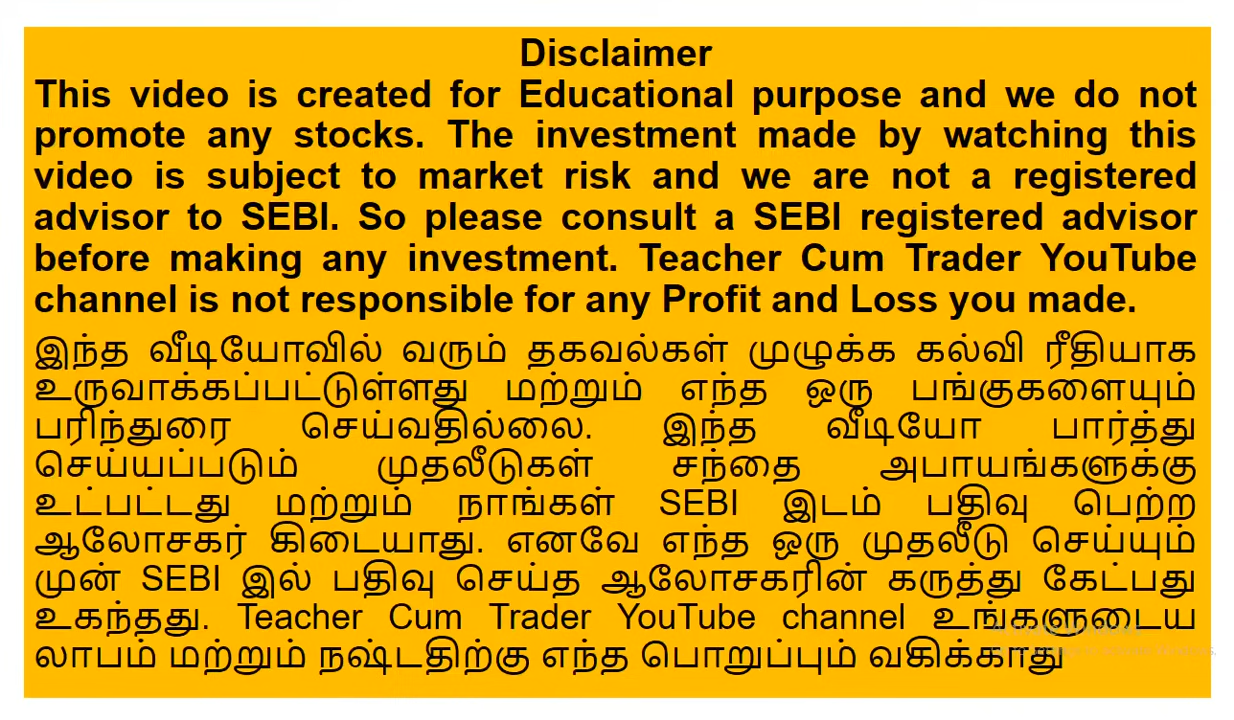 Disclaimer
This video is created for Educational purpose and we do not
promote any stocks. The investment made by watching this
video is subject to market risk and we are not a registered
advisor to SEBI. So please consult a SEBI registered advisor
before making any investment. Teacher Cum Trader YouTube
channel is not responsible for any Profit and Loss you made.
இந்த வீடியோவில் வரும் தகவல்கள் முழுக்க கல்வி ரீதியாக
உருவாக்கப்பட்டுள்ளது மற்றும் எந்த ஒரு பங்குகளையும்
பரிந்துரை செய்வதில்லை. இந்த வீடியோ பார்த்து
செய்யப்படும் முதலீடுகள் சந்தை அபாயங்களுக்கு
உட்பட்டது மற்றும் நாங்கள் SEBI இடம் பதிவு பெற்ற
ஆலோசகர் கிடையாது. எனவே எந்த ஒரு முதலீடு செய்யும்
முன் SEBI இல் பதிவு செய்த ஆலோசகரின் கருத்து கேட்பது
உகந்தது. Teacher Cum Trader YouTube channel உங்களுடைய
லாபம் மற்றும் நஷ்டதிற்கு எந்த பொறுப்பும் வகிக்காது